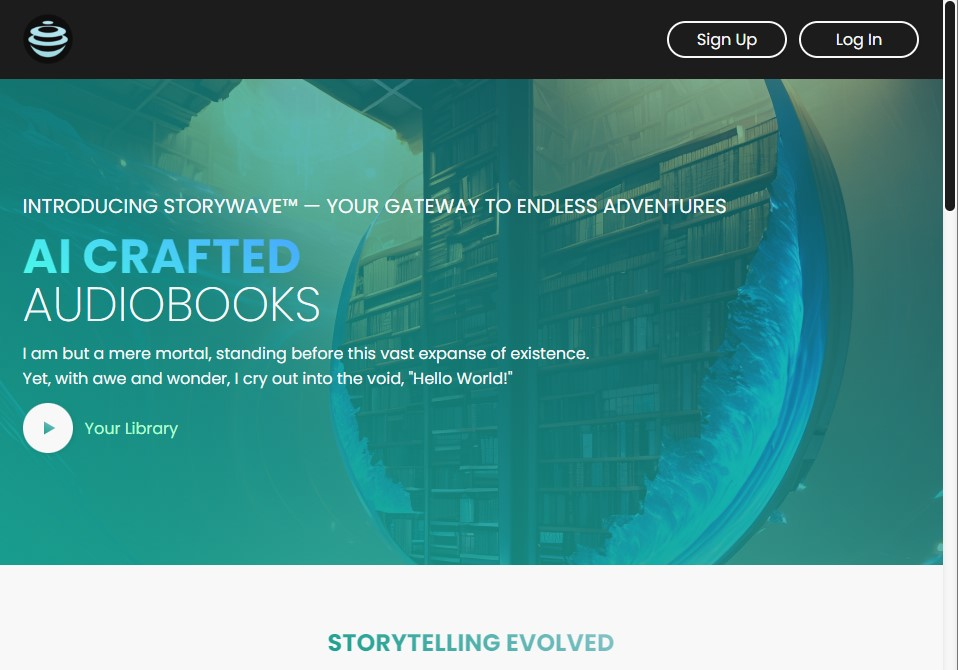 Sign Up
Log In
INTRODUCING STORYWAVE™ — YOUR GATEWAY TO ENDLESS ADVENTURES
AI CRAFTED
AUDIOBOOKS
I am but a mere mortal, standing before this vast expanse of existence.
Yet, with awe and wonder, I cry out into the void, "Hello World!"
Your Library
STORYTELLING EVOLVED